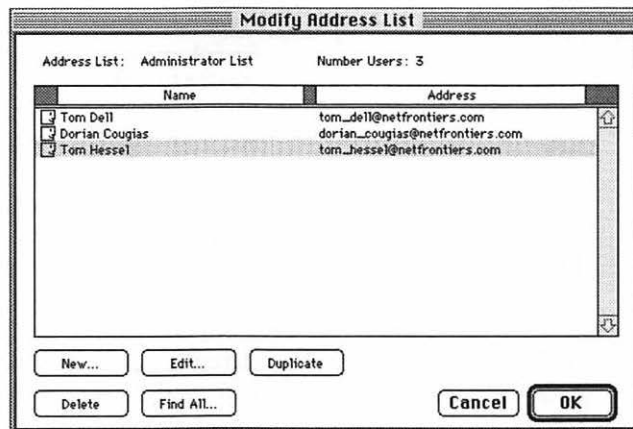 Modify Address List
Address List: Administrator List Number Users: 3
Name Address
Tom Dell tom_dell@netfrontiers.com
Dorian Cougias dorian_cougias@netfrontiers.com
Tom Hessel tom_hessel@netfrontiers.com
New... Edit... Duplicate
Delete Find All... Cancel OK